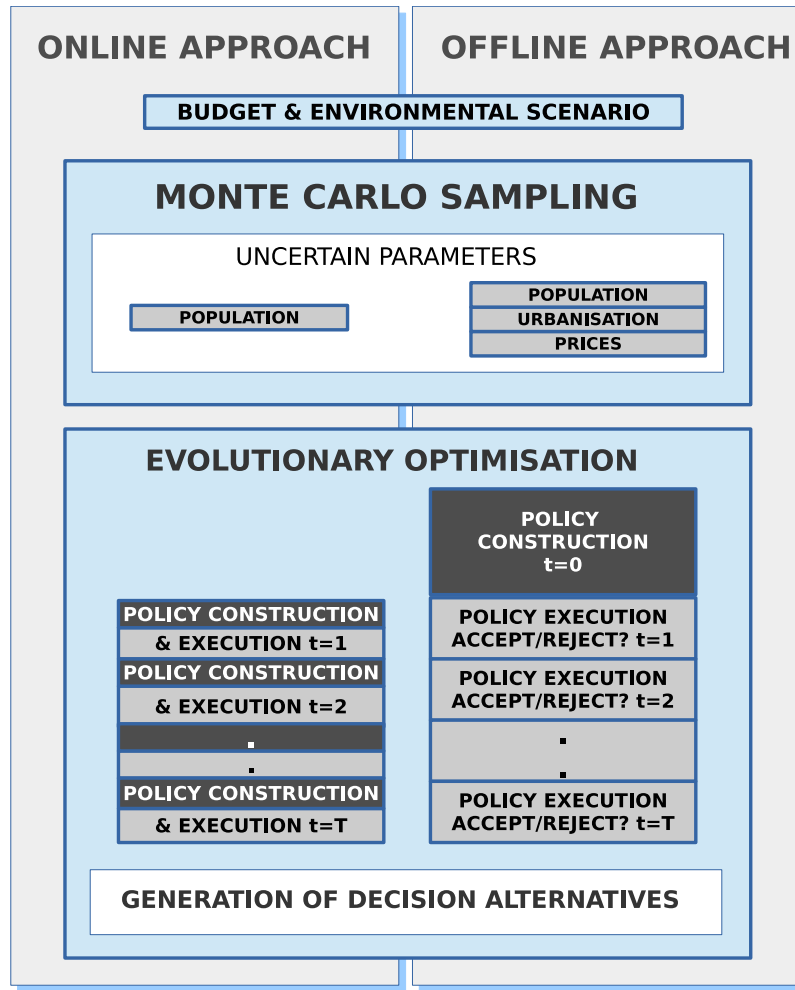 ONLINE APPROACH
OFFLINE APPROACH
BUDGET & ENVIRONMENTAL SCENARIO
MONTE CARLO SAMPLING
UNCERTAIN PARAMETERS
POPULATION
POPULATION
URBANISATION
PRICES
EVOLUTIONARY OPTIMISATION
POLICY CONSTRUCTION
& EXECUTION t=1
POLICY CONSTRUCTION
& EXECUTION t=2
.
.
POLICY CONSTRUCTION
& EXECUTION t=T
POLICY
CONSTRUCTION
t=0
POLICY EXECUTION
ACCEPT/REJECT? t=1
POLICY EXECUTION
ACCEPT/REJECT? t=2
.
.
POLICY EXECUTION
ACCEPT/REJECT? t=T
GENERATION OF DECISION ALTERNATIVES